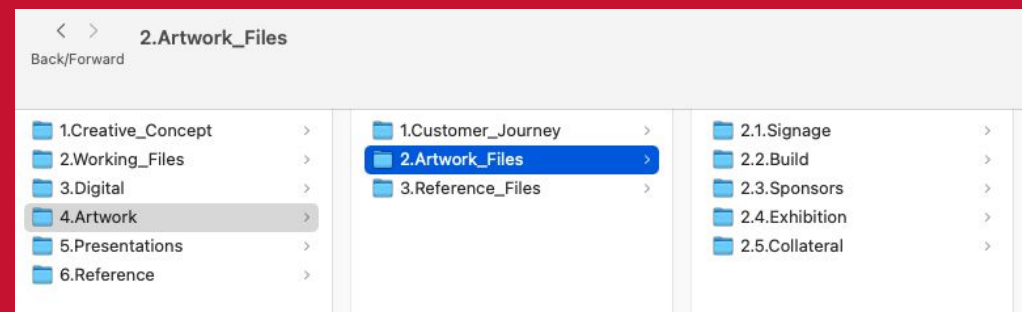 2.Artwork_Files
Back/Forward
1.Creative_Concept
2.Working_Files
3.Digital
4.Artwork
5.Presentations
6.Reference
1.Customer_Journey
2.Artwork_Files
3.Reference_Files
2.1.Signage
2.2.Build
2.3.Sponsors
2.4.Exhibition
2.5.Collateral